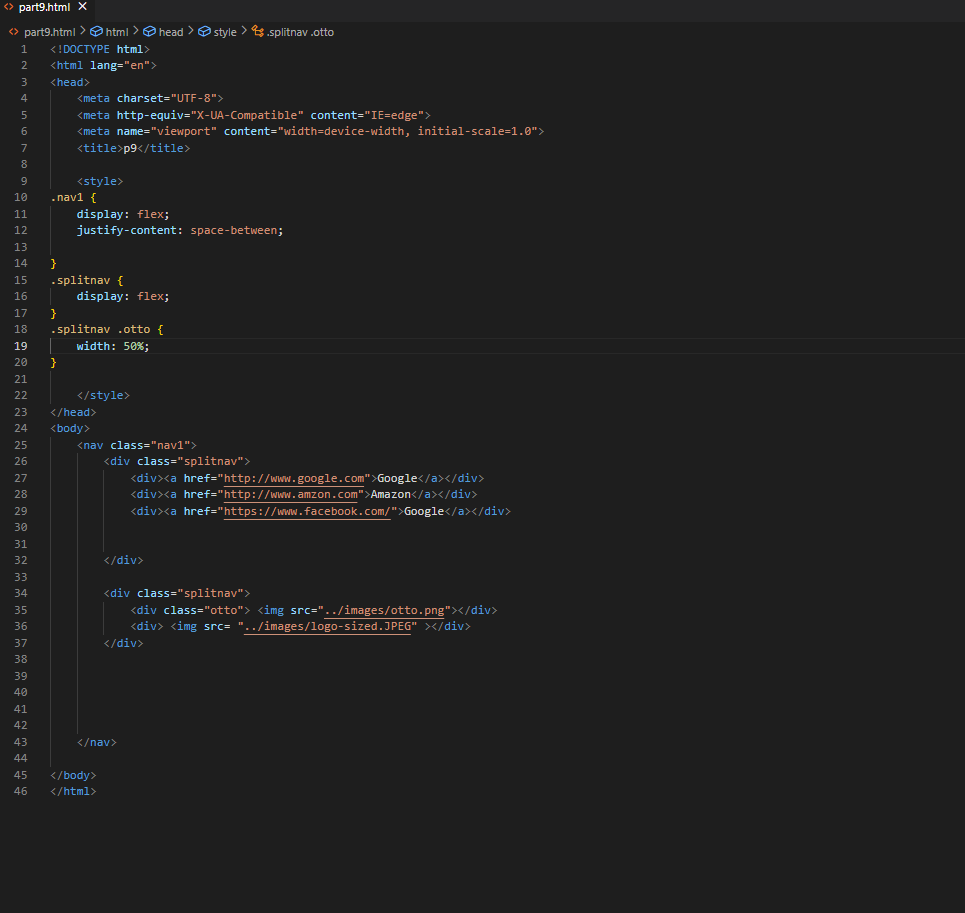 part9.html
part9.html > html > head > style > .splitnav .otto
1 <!DOCTYPE html>
2 <html lang="en">
3 <head>
4     <meta charset="UTF-8">
5     <meta http-equiv="X-UA-Compatible" content="IE=edge">
6     <meta name="viewport" content="width=device-width, initial-scale=1.0">
7     <title>p9</title>
8
9     <style>
10 .nav1 {
11     display: flex;
12     justify-content: space-between;
13
14 }
15 .splitnav {
16     display: flex;
17 }
18 .splitnav .otto {
19     width: 50%;
20 }
21
22     </style>
23 </head>
24 <body>
25     <nav class="nav1">
26         <div class="splitnav">
27             <div><a href="http://www.google.com">Google</a></div>
28             <div><a href="http://www.amzon.com">Amazon</a></div>
29             <div><a href="https://www.facebook.com/">Google</a></div>
30
31
32         </div>
33
34         <div class="splitnav">
35             <div class="otto"> <img src="../images/otto.png"></div>
36             <div> <img src= "../images/logo-sized.JPEG" ></div>
37         </div>
38
39
40
41
42
43     </nav>
44
45 </body>
46 </html>